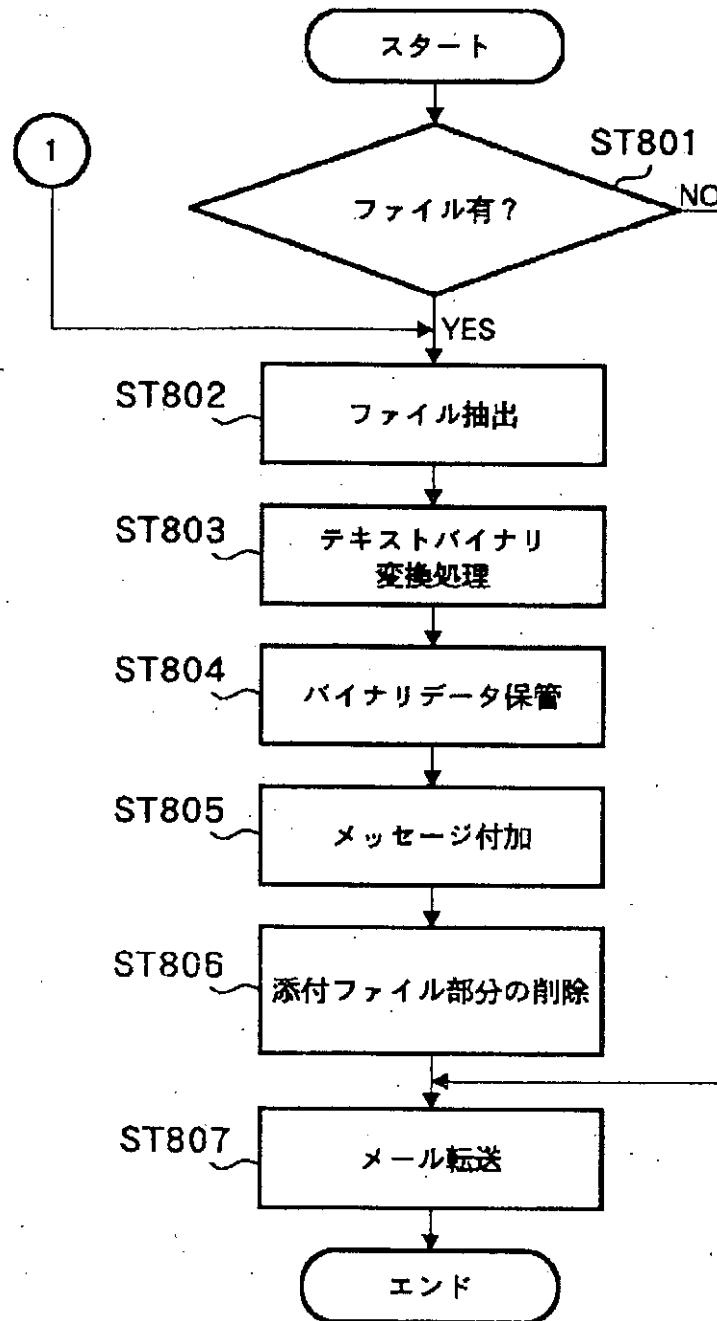 スタート
1
ST801
ファイル有？
NO
YES
ST802
ファイル抽出
ST803
テキストバイナリ
変換処理
ST804
バイナリデータ保管
ST805
メッセージ付加
ST806
添付ファイル部分の削除
ST807
メール転送
エンド